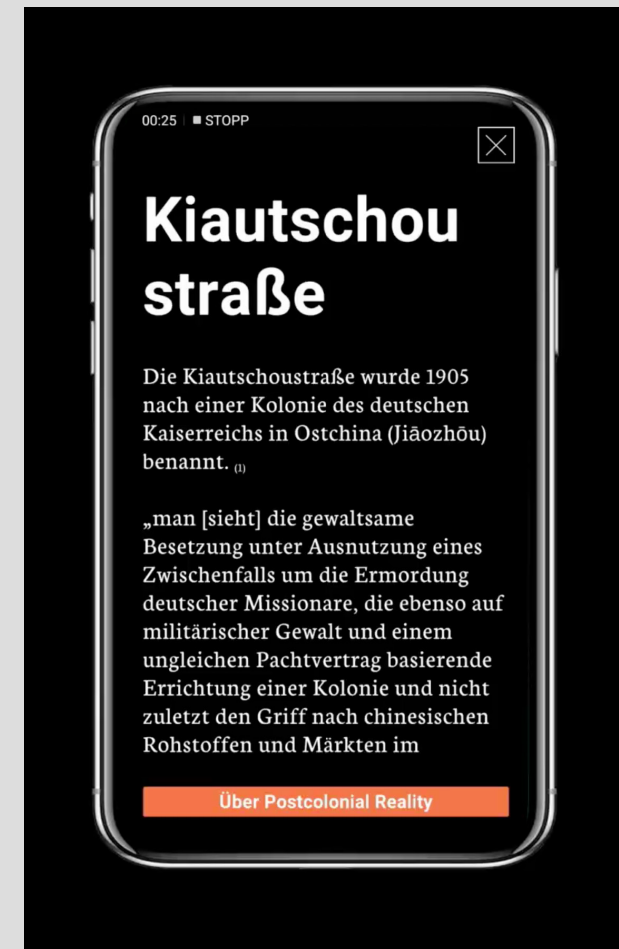 00:25 STOPP
Kiautschou
straße
Die Kiautschoustraße wurde 1905
nach einer Kolonie des deutschen
Kaiserreichs in Ostchina (Jiāozhōu)
benannt. (1)
„man [sieht] die gewaltsame
Besetzung unter Ausnutzung eines
Zwischenfalls um die Ermordung
deutscher Missionare, die ebenso auf
militärischer Gewalt und einem
ungleichen Pachtvertrag basierende
Errichtung einer Kolonie und nicht
zuletzt den Griff nach chinesischen
Rohstoffen und Märkten im
Über Postcolonial Reality